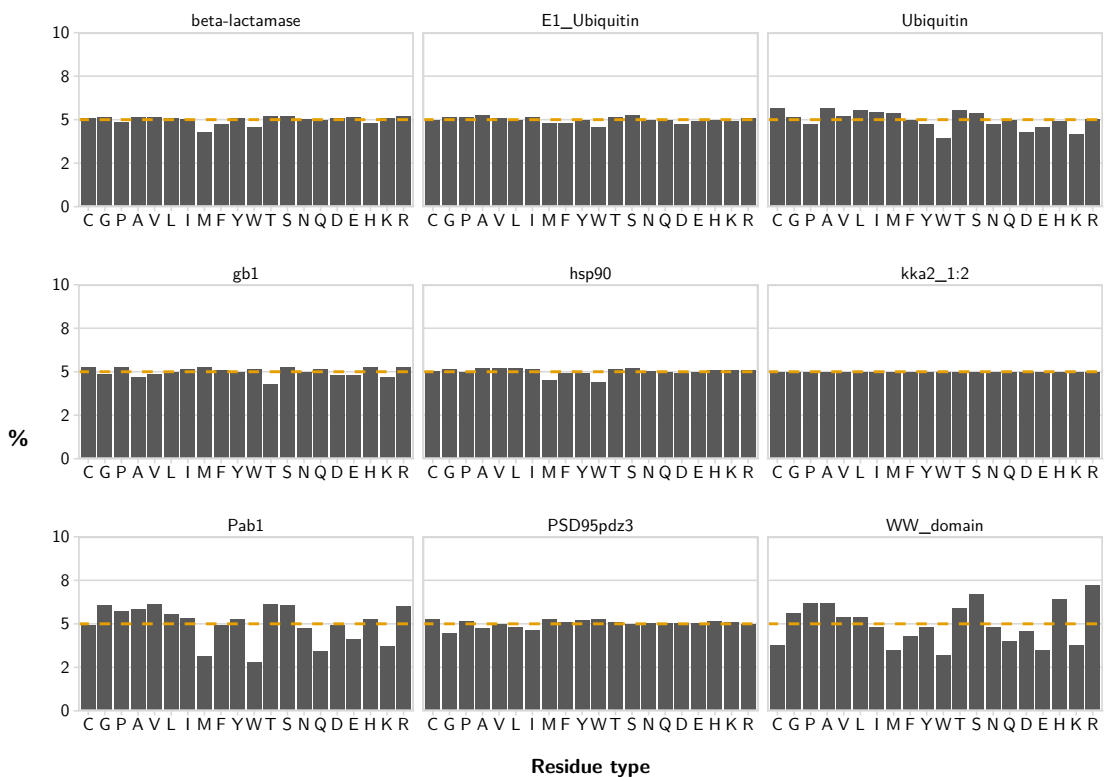 beta-lactamase E1_Ubiquitin Ubiquitin
10
8
5
2
0
C G P A V L I M F Y W T S N Q D E H K R C G P A V L I M F Y W T S N Q D E H K R C G P A V L I M F Y W T S N Q D E H K R
gb1 hsp90 kka2_1:2
10
8
5
2
0
C G P A V L I M F Y W T S N Q D E H K R C G P A V L I M F Y W T S N Q D E H K R C G P A V L I M F Y W T S N Q D E H K R
%
Pab1 PSD95pdz3 WW_domain
10
8
5
2
0
C G P A V L I M F Y W T S N Q D E H K R C G P A V L I M F Y W T S N Q D E H K R C G P A V L I M F Y W T S N Q D E H K R
Residue type